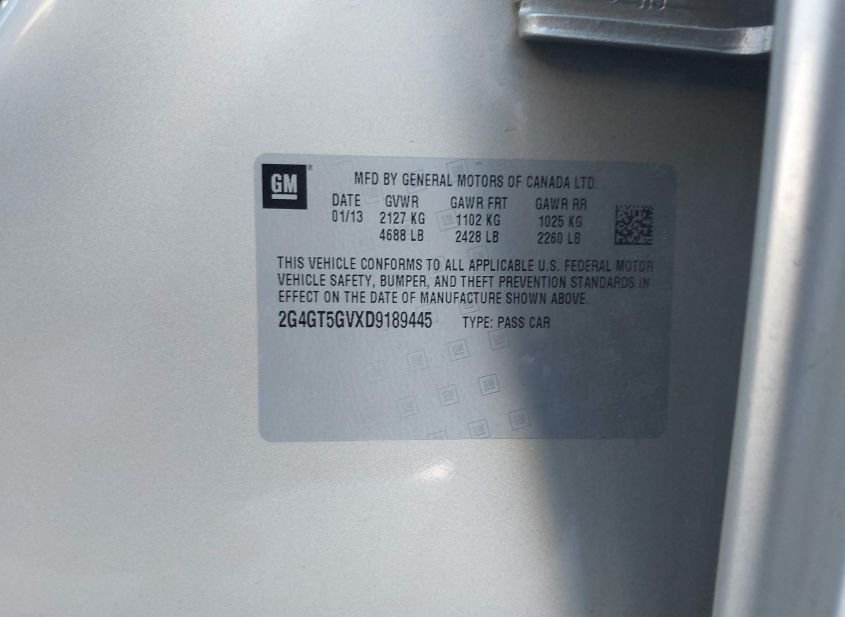 GM
MFD BY GENERAL MOTORS OF CANADA LTD.
DATE GVWR GAWR FRT GAWR RR
01/13 2127 KG 1102 KG 1025 KG
4688 LB 2428 LB 2260 LB
THIS VEHICLE CONFORMS TO ALL APPLICABLE U.S. FEDERAL MOTOR
VEHICLE SAFETY, BUMPER, AND THEFT PREVENTION STANDARDS IN
EFFECT ON THE DATE OF MANUFACTURE SHOWN ABOVE.
2G4GT5GVXD9189445 TYPE: PASS CAR